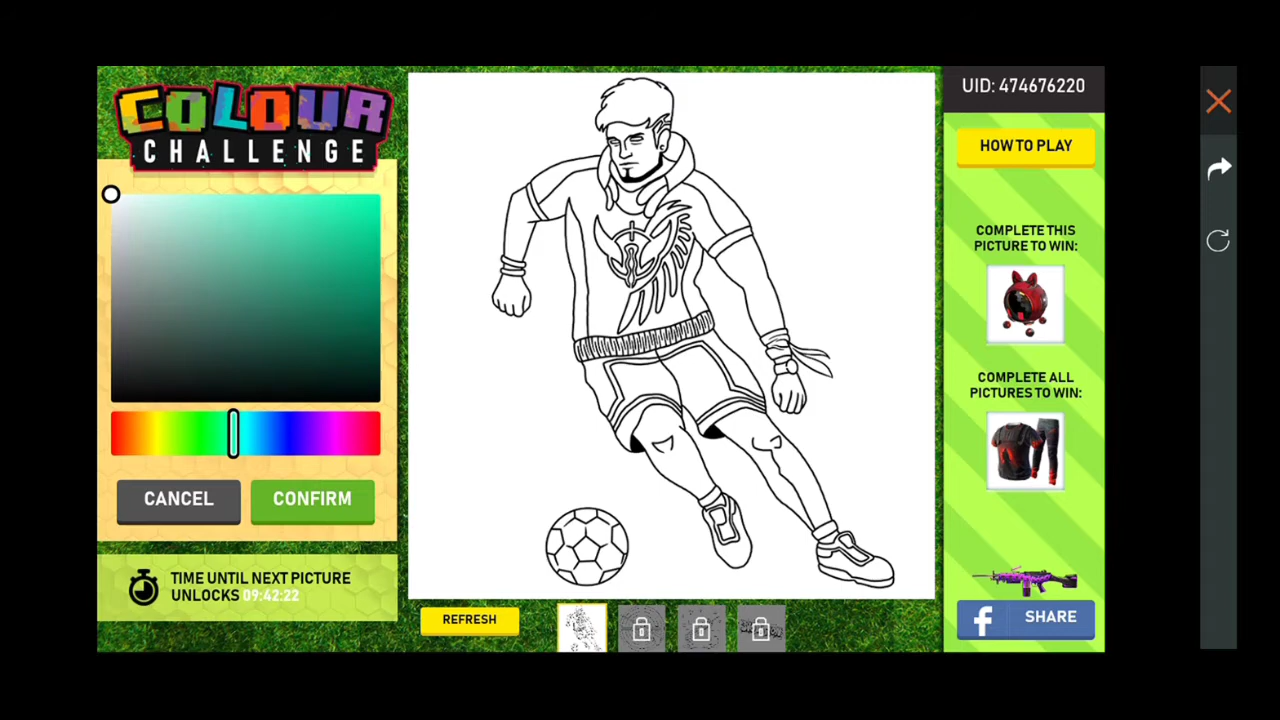 COLOUR
CHALLENGE
CANCEL
CONFIRM
TIME UNTIL NEXT PICTURE
UNLOCKS 09:42:22
REFRESH
UID: 474676220
HOW TO PLAY
COMPLETE THIS
PICTURE TO WIN:
COMPLETE ALL
PICTURES TO WIN:
f SHARE